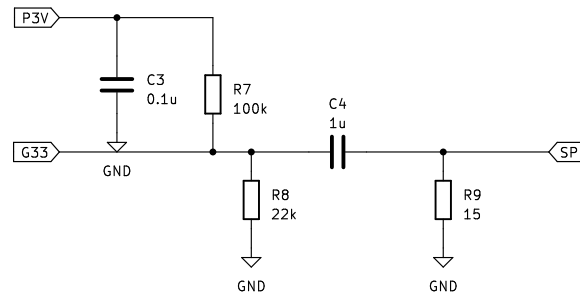 P3V
C3
0.1u
R7
100k
C4
1u
G33
GND
SP
R8
22k
R9
15
GND
GND